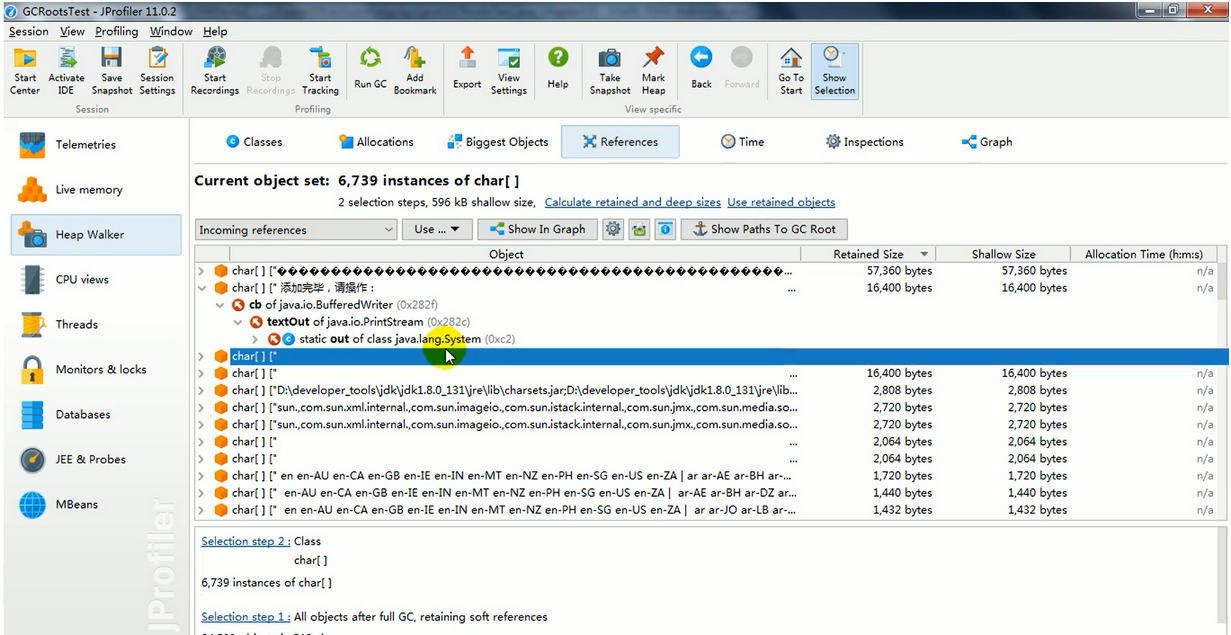 GCRootsTest - JProfiler 11.0.2
Session View Profiling Window Help
Start Center
Activate IDE
Save Snapshot
Session Settings
Start Recordings
Stop Recordings
Start Tracking
Run GC
Add Bookmark
Export
View Settings
Help
Take Snapshot
Mark Heap
Back
Forward
Go To Start
Show Selection
Session
Profiling
View specific
Telemetries
Live memory
Heap Walker
CPU views
Threads
Monitors & locks
Databases
JEE & Probes
MBeans
JProfiler
Classes Allocations Biggest Objects References Time Inspections Graph
Current object set: 6,739 instances of char[ ]
2 selection steps, 596 kB shallow size, Calculate retained and deep sizes Use retained objects
Incoming references Use ... Show In Graph Show Paths To GC Root
Object Retained Size Shallow Size Allocation Time (h:m:s)
char[ ] ["������������������������������������������������... 57,360 bytes 57,360 bytes n/a
char[ ] [" 添加完毕，请操作： ... 16,400 bytes 16,400 bytes n/a
cb of java.io.BufferedWriter (0x282f)
textOut of java.io.PrintStream (0x282c)
static out of class java.lang.System (0xc2)
char[ ] ["
char[ ] [" ... 16,400 bytes 16,400 bytes n/a
char[ ] ["D:\developer_tools\jdk\jdk1.8.0_131\jre\lib\charsets.jar;D:\developer_tools\jdk\jdk1.8.0_131\jre\lib... 2,808 bytes 2,808 bytes n/a
char[ ] ["sun.,com.sun.xml.internal.,com.sun.imageio.,com.sun.istack.internal.,com.sun.jmx.,com.sun.media.so... 2,720 bytes 2,720 bytes n/a
char[ ] ["sun.,com.sun.xml.internal.,com.sun.imageio.,com.sun.istack.internal.,com.sun.jmx.,com.sun.media.so... 2,720 bytes 2,720 bytes n/a
char[ ] [" ... 2,064 bytes 2,064 bytes n/a
char[ ] [" ... 2,064 bytes 2,064 bytes n/a
char[ ] [" en en-AU en-CA en-GB en-IE en-IN en-MT en-NZ en-PH en-SG en-US en-ZA | ar ar-AE ar-BH ar-... 1,720 bytes 1,720 bytes n/a
char[ ] [" en-AU en-CA en-GB en-IE en-IN en-MT en-NZ en-PH en-SG en-US en-ZA | ar-AE ar-BH ar-DZ ar... 1,440 bytes 1,440 bytes n/a
char[ ] [" en en-AU en-CA en-GB en-IE en-IN en-MT en-NZ en-PH en-SG en-US en-ZA | ar ar-JO ar-LB ar-... 1,432 bytes 1,432 bytes n/a
Selection step 2 : Class
char[ ]
6,739 instances of char[ ]
Selection step 1 : All objects after full GC, retaining soft references